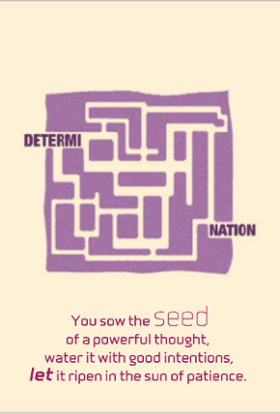 DETERMI
NATION
You sow the seed
of a powerful thought,
water it with good intentions,
let it ripen in the sun of patience.